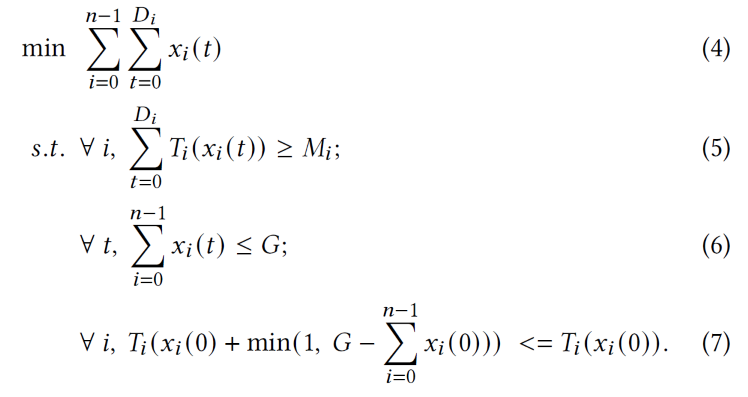 min ∑_{i=0}^{n−1} ∑_{t=0}^{D_i} x_i(t) (4)
s.t. ∀ i, ∑_{t=0}^{D_i} T_i(x_i(t)) ≥ M_i; (5)
∀ t, ∑_{i=0}^{n−1} x_i(t) ≤ G; (6)
∀ i, T_i(x_i(0) + min(1, G − ∑_{i=0}^{n−1} x_i(0))) <= T_i(x_i(0)). (7)